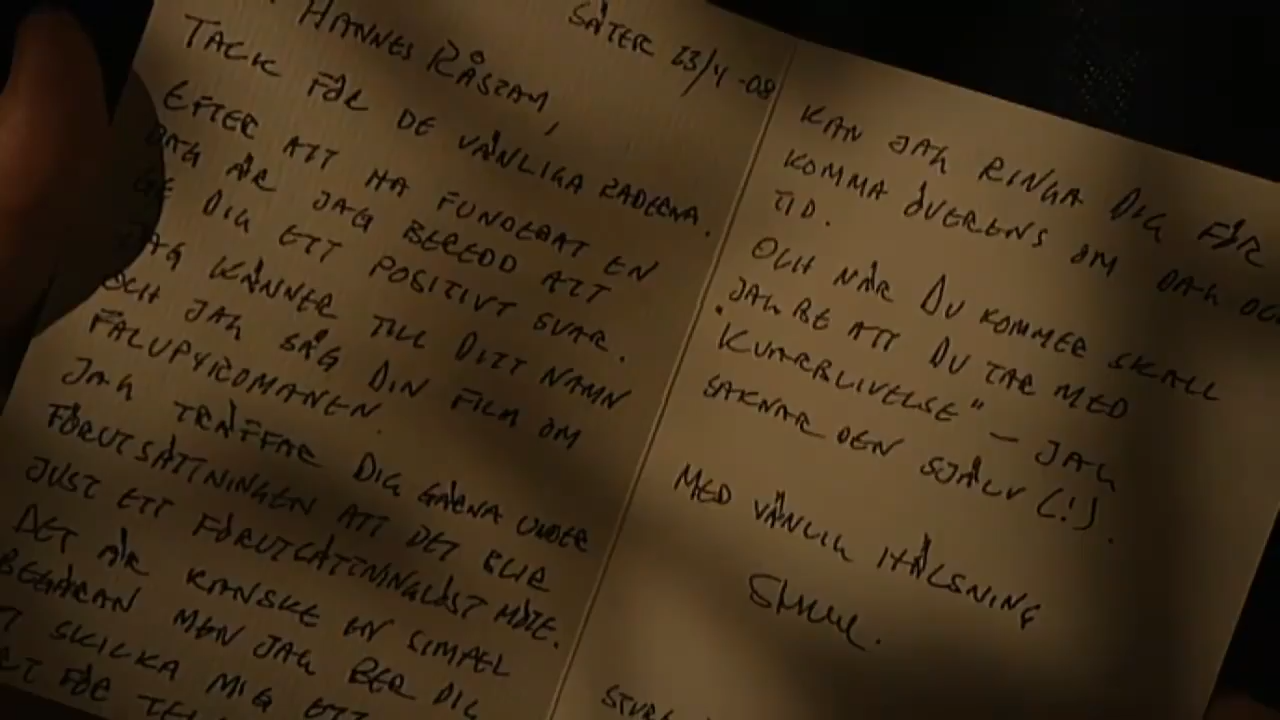 HANNES RÅSTAM,
SÄTER 23/4 -08
TACK FÖR DE VÄNLIGA RADERNA.
EFTER ATT HA FUNDERAT EN
DAG ÄR JAG BEREDD ATT
GE DIG ETT POSITIVT SVAR.
JAG KÄNNER TILL DITT NAMN
OCH JAG SÅG DIN FILM OM
FALUPYROMANEN.
JAG TRÄFFAR DIG GÄRNA UNDER
FÖRUTSÄTTNINGEN ATT DET BLIR
JUST ETT FÖRUTSÄTTNINGSLÖST MÖTE.
DET ÄR KANSKE EN SIMPEL
BEGÄRAN MEN JAG BER DIG
SKICKA MIG ETT
FÖR
KAN JAG RINGA DIG FÖR
KOMMA ÖVERENS OM DAG OCH
TID.
OCH NÄR DU KOMMER SKALL
JAG BE ATT DU TAR MED
"KVARBLIVELSE" – JAG
SAKNAR DEN SJÄLV (!).
MED VÄNLIG HÄLSNING